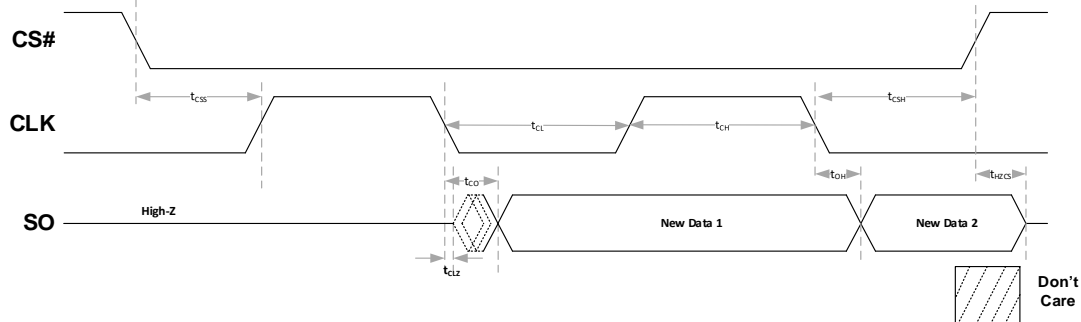 CS#
tCSS
tCSH
CLK
tCL
tCH
tCO
tOH
tHZCS
High-Z
SO
New Data 1
New Data 2
tCLZ
Don't
Care